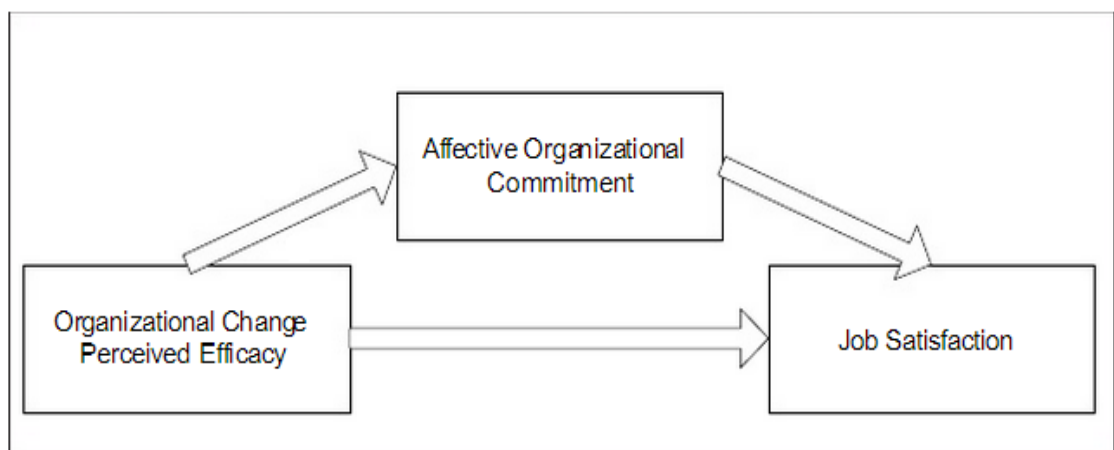 Affective Organizational
Commitment
Organizational Change
Perceived Efficacy
Job Satisfaction